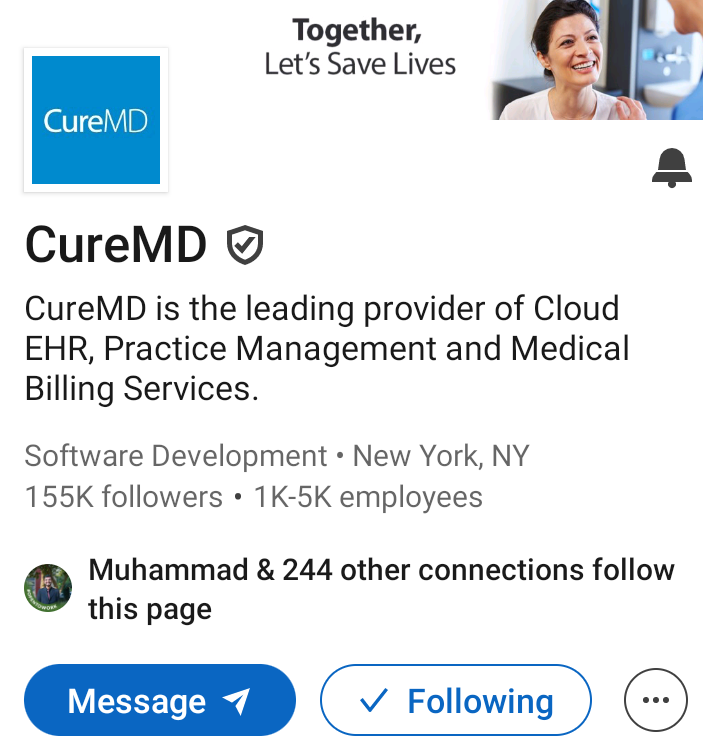 Together,
Let's Save Lives
CureMD
CureMD
CureMD is the leading provider of Cloud
EHR, Practice Management and Medical
Billing Services.
Software Development • New York, NY
155K followers • 1K-5K employees
Muhammad & 244 other connections follow
this page
Message
Following